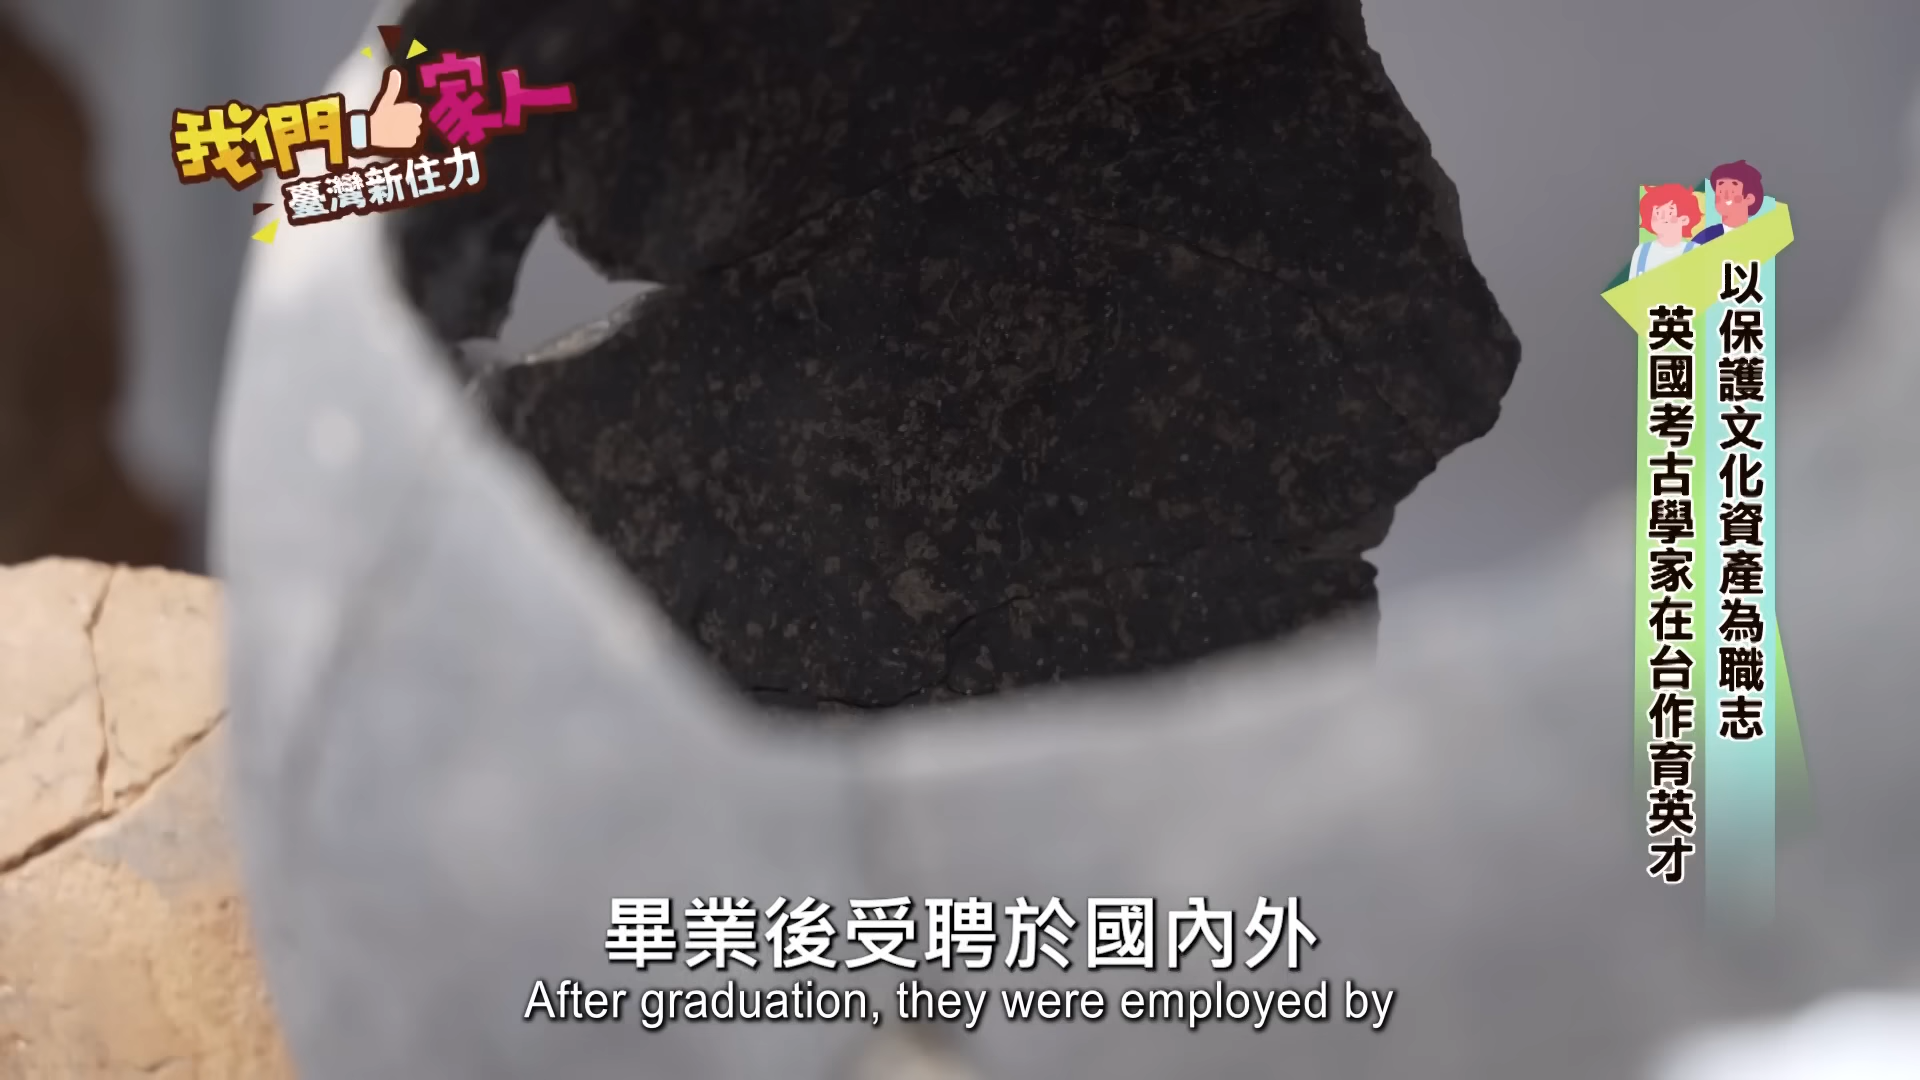 我們 家人
臺灣新住力
以保護文化資產為職志
英國考古學家在台作育英才
畢業後受聘於國內外
After graduation, they were employed by